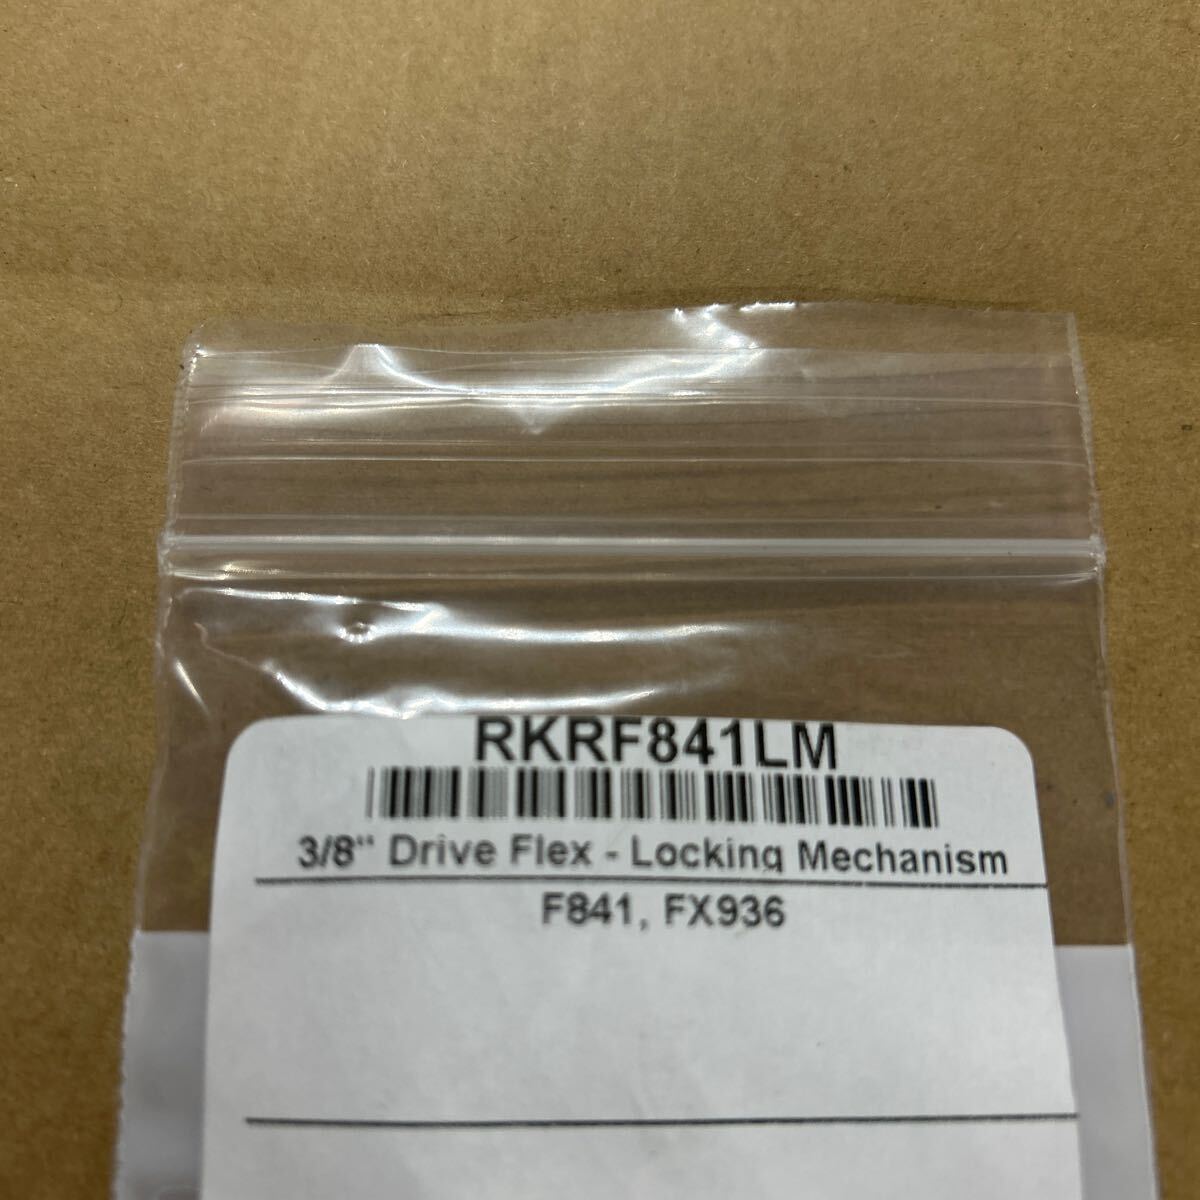 RKRF841LM
3/8" Drive Flex - Locking Mechanism
F841, FX936